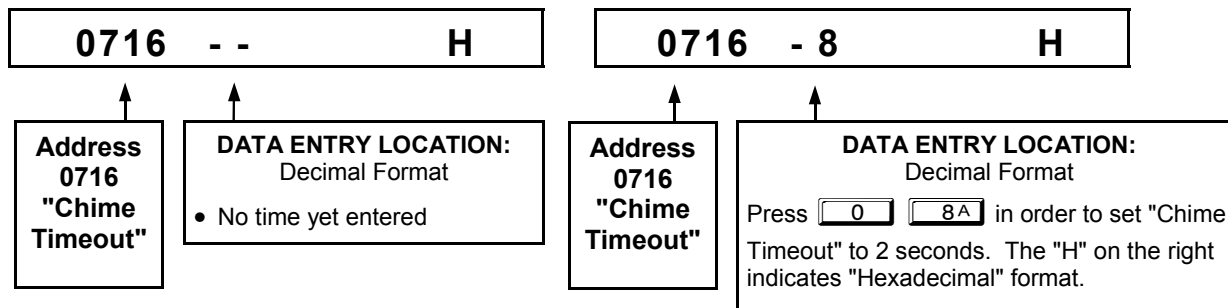 0716 - - H
0716 - 8 H
Address
0716
"Chime
Timeout"
DATA ENTRY LOCATION:
Decimal Format
• No time yet entered
Address
0716
"Chime
Timeout"
DATA ENTRY LOCATION:
Decimal Format
Press 0 8 A in order to set "Chime
Timeout" to 2 seconds. The "H" on the right
indicates "Hexadecimal" format.